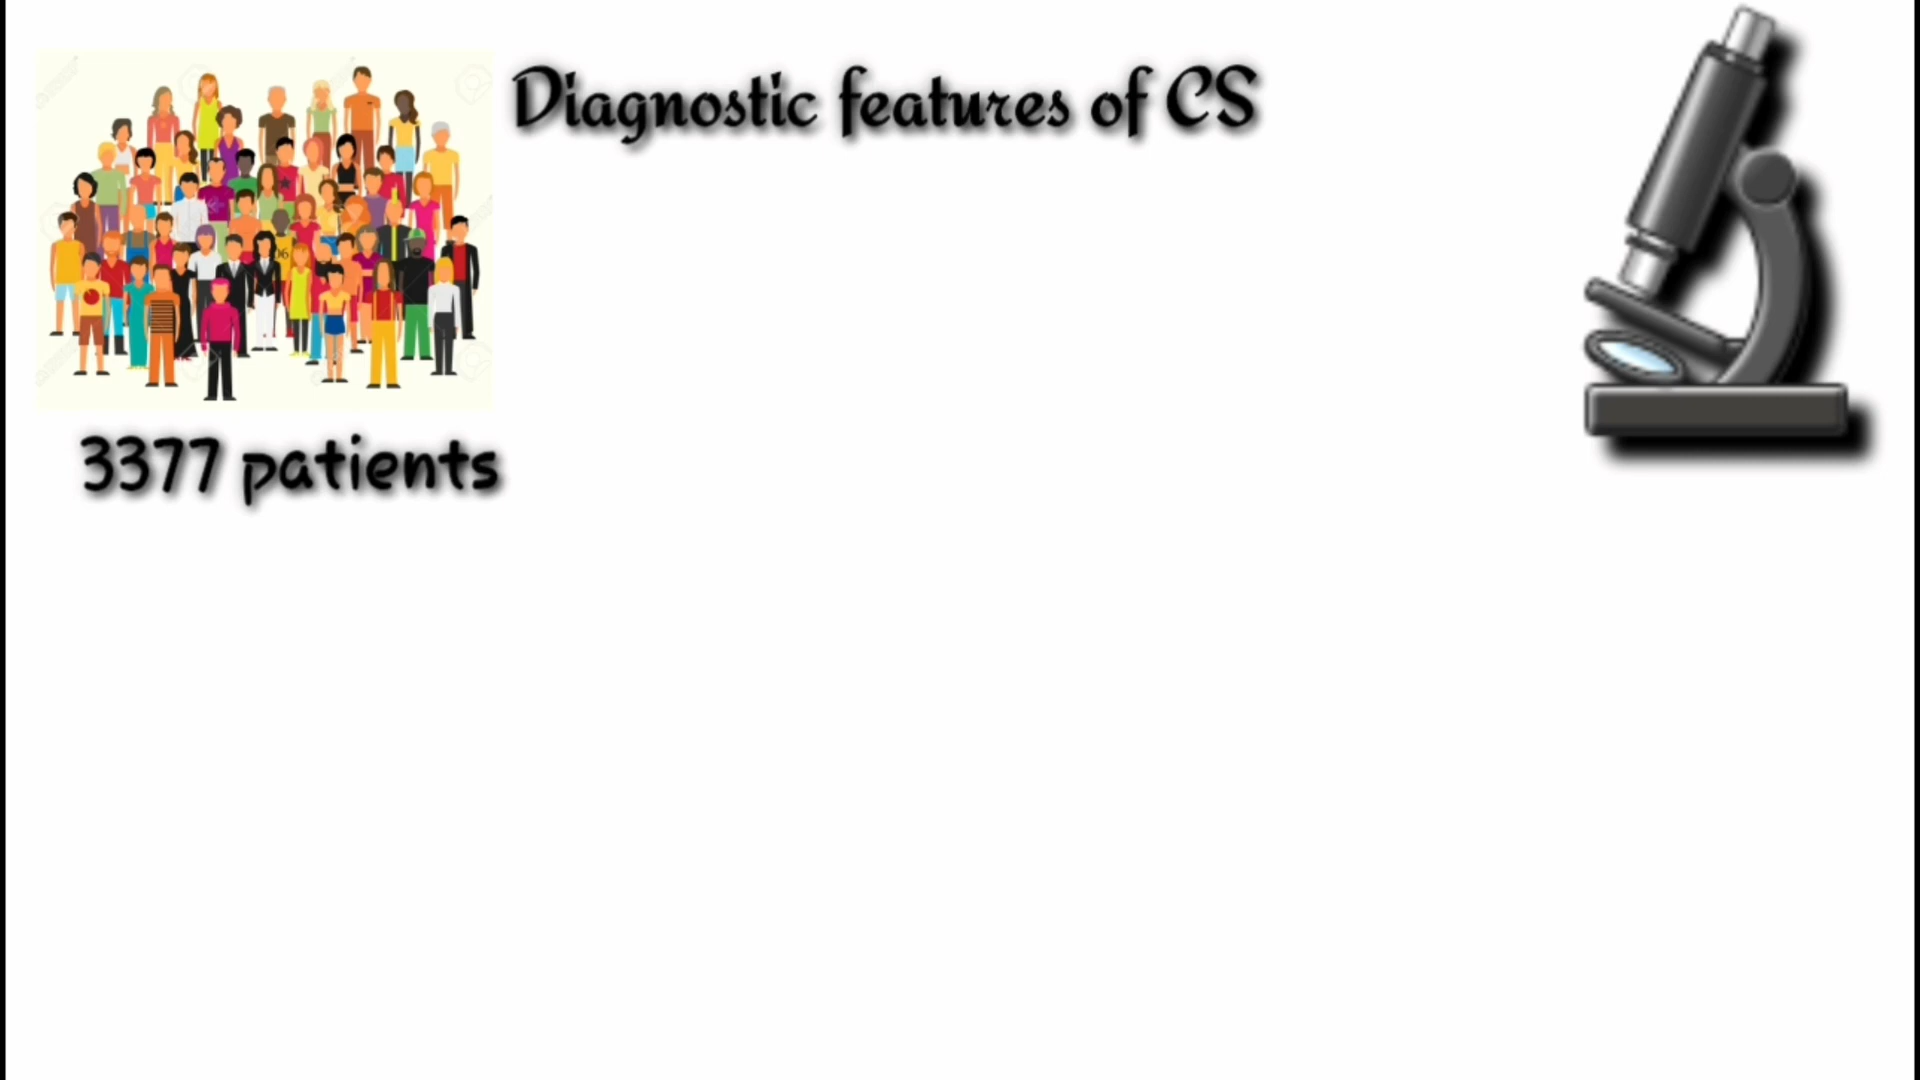 Diagnostic features of CS
3377 patients